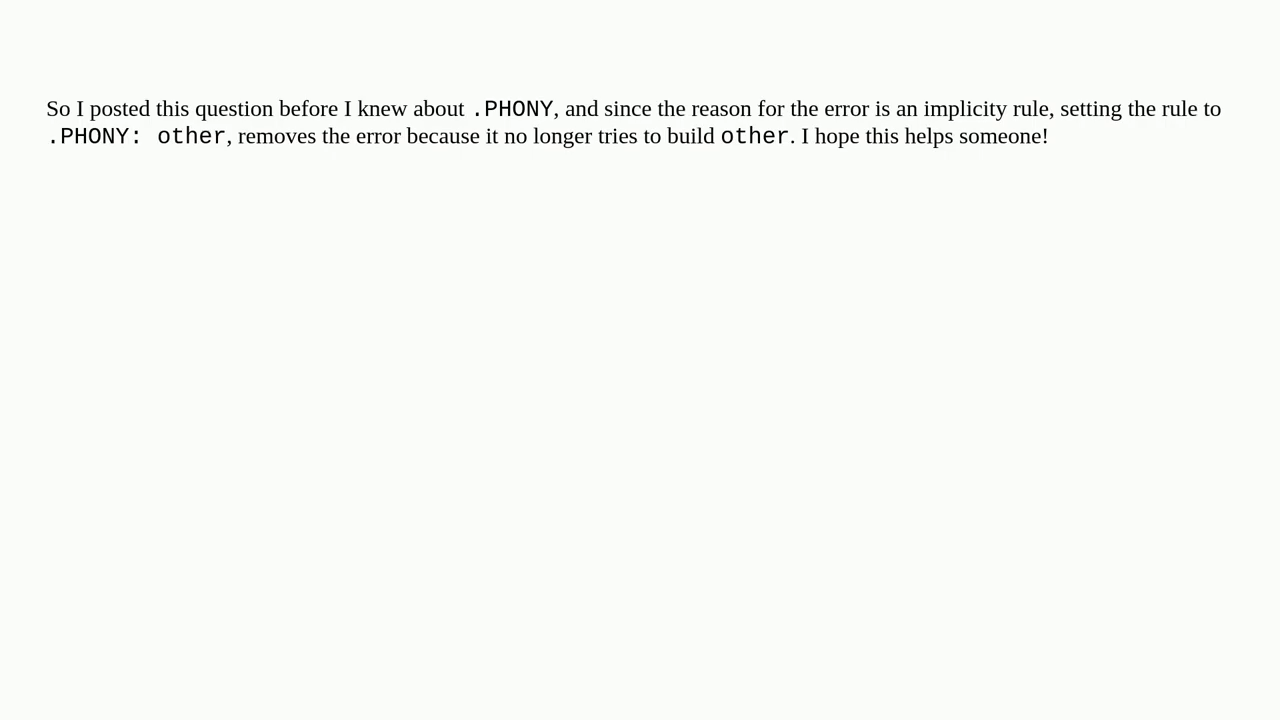 So I posted this question before I knew about .PHONY, and since the reason for the error is an implicity rule, setting the rule to
.PHONY: other, removes the error because it no longer tries to build other. I hope this helps someone!